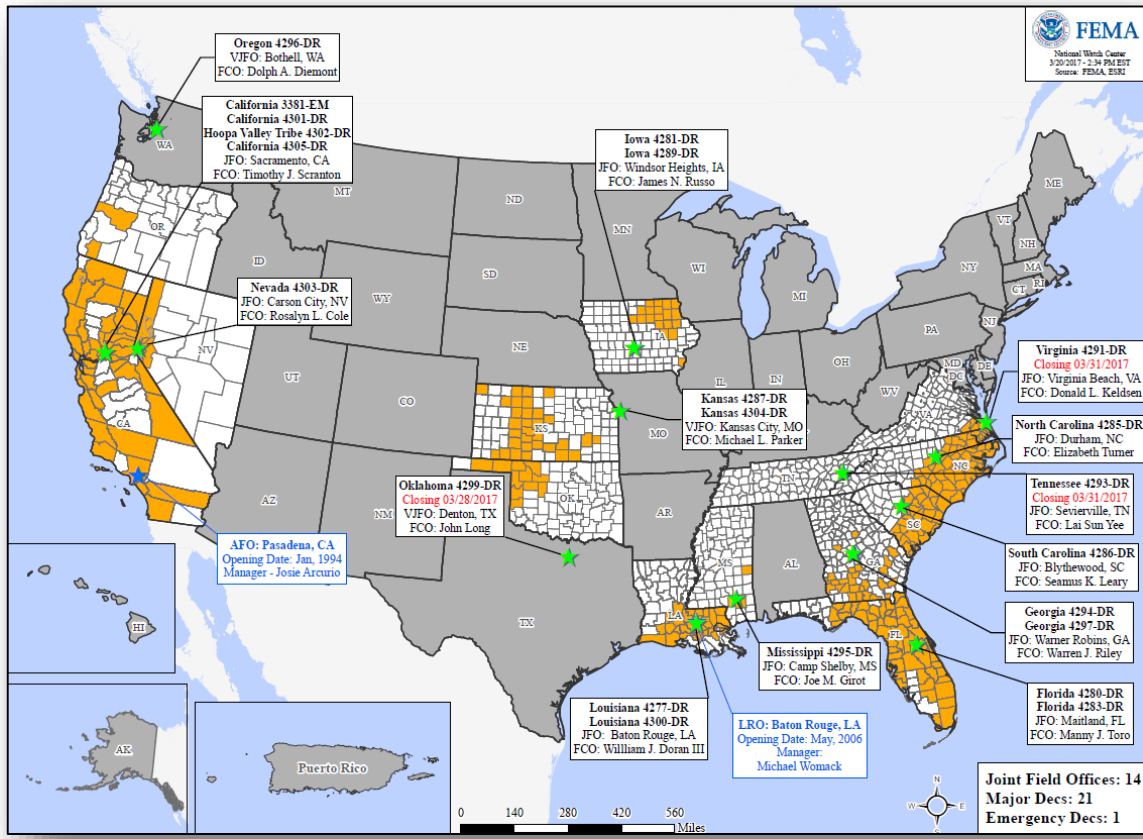 FEMA
National Watch Center
3/20/2017 - 2:34 PM EST
Source: FEMA, ESRI
Oregon 4296-DR
VJFO: Bothell, WA
FCO: Dolph A. Diemont
California 3381-EM
California 4301-DR
Hoopa Valley Tribe 4302-DR
California 4305-DR
JFO: Sacramento, CA
FCO: Timothy J. Scranton
Nevada 4303-DR
JFO: Carson City, NV
FCO: Rosalyn L. Cole
Iowa 4281-DR
Iowa 4289-DR
JFO: Windsor Heights, IA
FCO: James N. Russo
Kansas 4287-DR
Kansas 4304-DR
VJFO: Kansas City, MO
FCO: Michael L. Parker
Oklahoma 4299-DR
Closing 03/28/2017
VJFO: Denton, TX
FCO: John Long
Virginia 4291-DR
Closing 03/31/2017
JFO: Virginia Beach, VA
FCO: Donald L. Keldsen
North Carolina 4285-DR
JFO: Durham, NC
FCO: Elizabeth Turner
Tennessee 4293-DR
Closing 03/31/2017
JFO: Sevierville, TN
FCO: Lai Sun Yee
South Carolina 4286-DR
JFO: Blythewood, SC
FCO: Seamus K. Leary
Georgia 4294-DR
Georgia 4297-DR
JFO: Warner Robins, GA
FCO: Warren J. Riley
Florida 4280-DR
Florida 4283-DR
JFO: Maitland, FL
FCO: Manny J. Toro
Mississippi 4295-DR
JFO: Camp Shelby, MS
FCO: Joe M. Girot
Louisiana 4277-DR
Louisiana 4300-DR
JFO: Baton Rouge, LA
FCO: Willliam J. Doran III
LRO: Baton Rouge, LA
Opening Date: May, 2006
Manager:
Michael Womack
AFO: Pasadena, CA
Opening Date: Jan, 1994
Manager - Josie Arcurio
WA
OR
CA
NV
ID
MT
WY
UT
AZ
CO
NM
ND
SD
NE
KS
OK
TX
MN
IA
MO
AR
LA
WI
IL
MI
IN
OH
TN
MS
AL
GA
FL
SC
NC
VA
WV
MD
DC
DE
PA
NJ
NY
CT
RI
MA
VT
NH
ME
HI
AK
Puerto Rico
0 140 280 420 560
Miles
N
W E
S
Joint Field Offices: 14
Major Decs: 21
Emergency Decs: 1